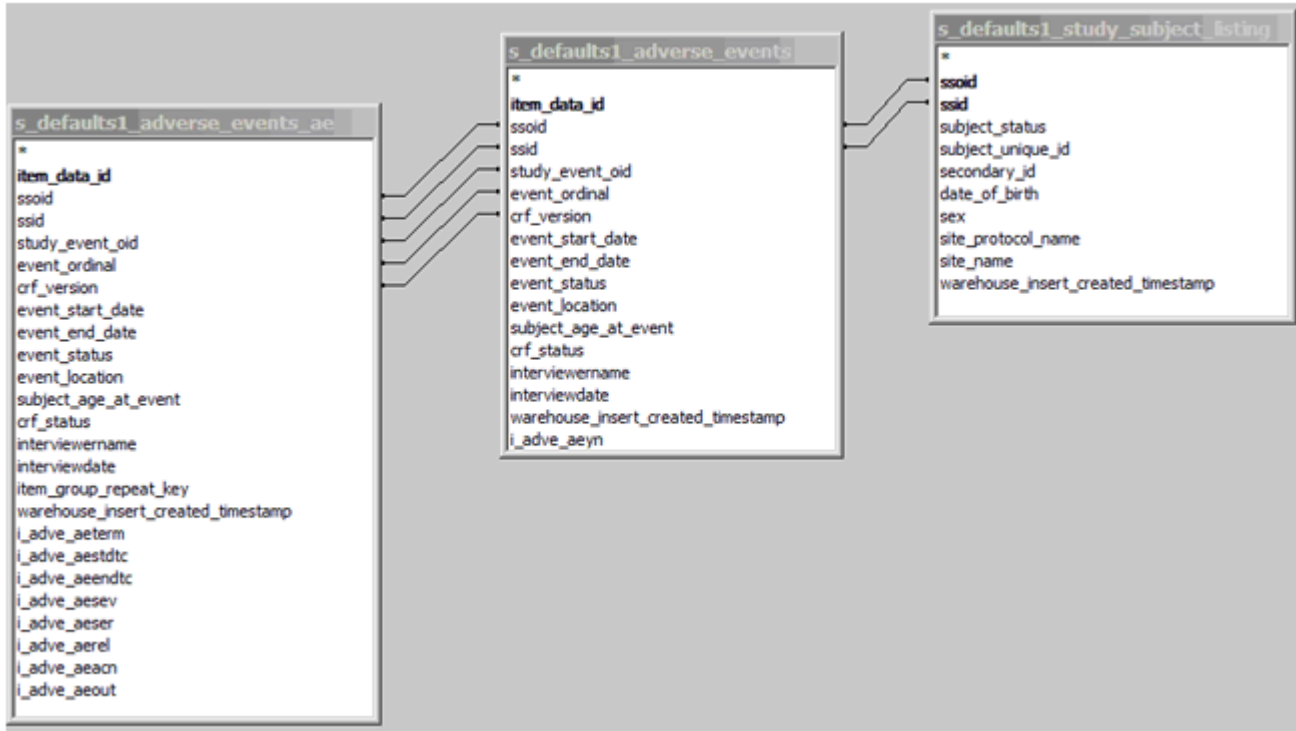 s_defaults1_adverse_events_ae
*
item_data_id
ssoid
ssid
study_event_oid
event_ordinal
crf_version
event_start_date
event_end_date
event_status
event_location
subject_age_at_event
crf_status
interviewername
interviewdate
item_group_repeat_key
warehouse_insert_created_timestamp
i_adve_aeterm
i_adve_aestdtc
i_adve_aeendtc
i_adve_aesev
i_adve_aeser
i_adve_aerel
i_adve_aeacn
i_adve_aeout
s_defaults1_adverse_events
*
item_data_id
ssoid
ssid
study_event_oid
event_ordinal
crf_version
event_start_date
event_end_date
event_status
event_location
subject_age_at_event
crf_status
interviewername
interviewdate
warehouse_insert_created_timestamp
i_adve_aeyn
s_defaults1_study_subject_listing
*
ssoid
ssid
subject_status
subject_unique_id
secondary_id
date_of_birth
sex
site_protocol_name
site_name
warehouse_insert_created_timestamp